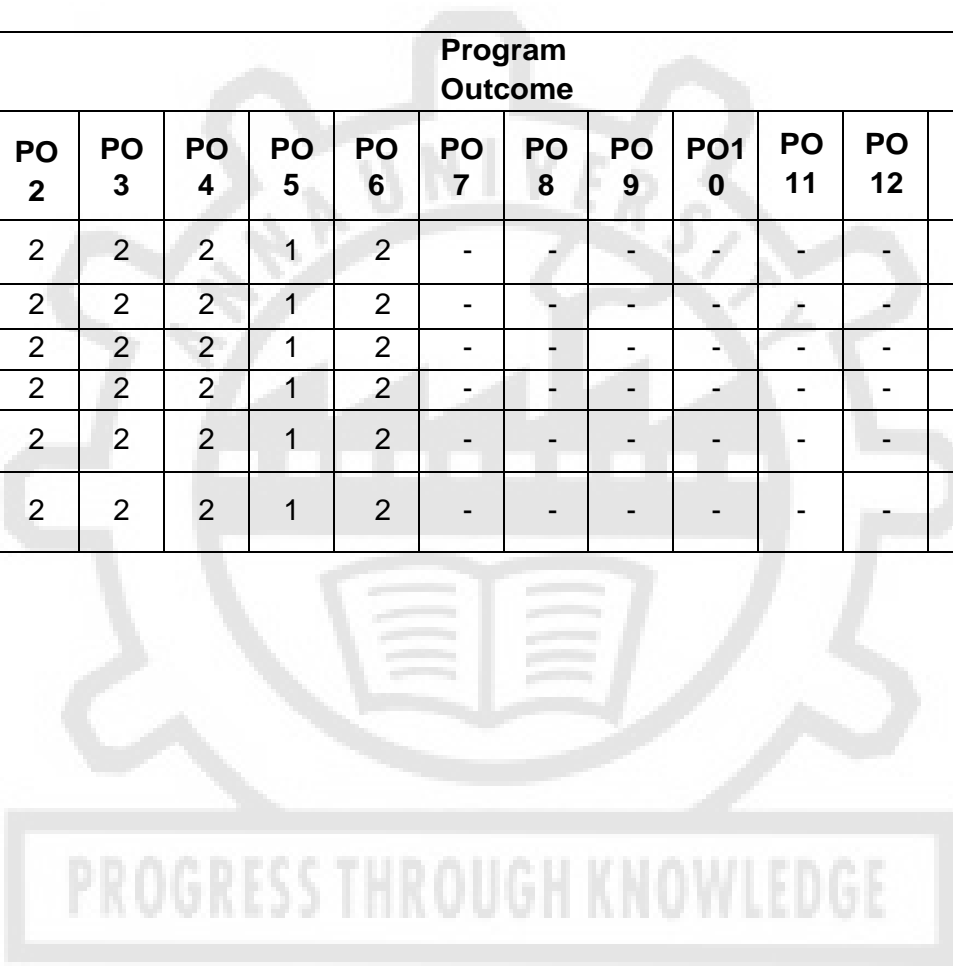 Program
Outcome
PO 2 PO 3 PO 4 PO 5 PO 6 PO 7 PO 8 PO 9 PO1 0 PO 11 PO 12
2 2 2 1 2 - - - - - -
2 2 2 1 2 - - - - - -
2 2 2 1 2 - - - - - -
2 2 2 1 2 - - - - - -
2 2 2 1 2 - - - - - -
2 2 2 1 2 - - - - - -
ANNA UNIVERSITY
PROGRESS THROUGH KNOWLEDGE